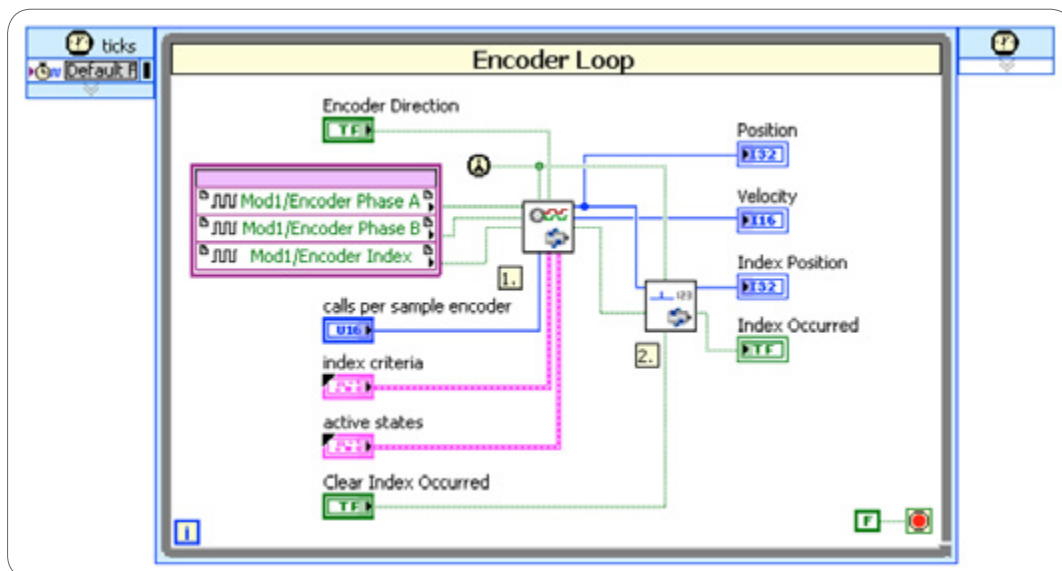 ticks
Default F
Encoder Loop
Encoder Direction
TF
Mod1/Encoder Phase A
Mod1/Encoder Phase B
Mod1/Encoder Index
1.
calls per sample encoder
U16
index criteria
active states
Clear Index Occurred
TF
Position
I32
Velocity
I16
Index Position
I32
123
Index Occurred
TF
2.
i
F